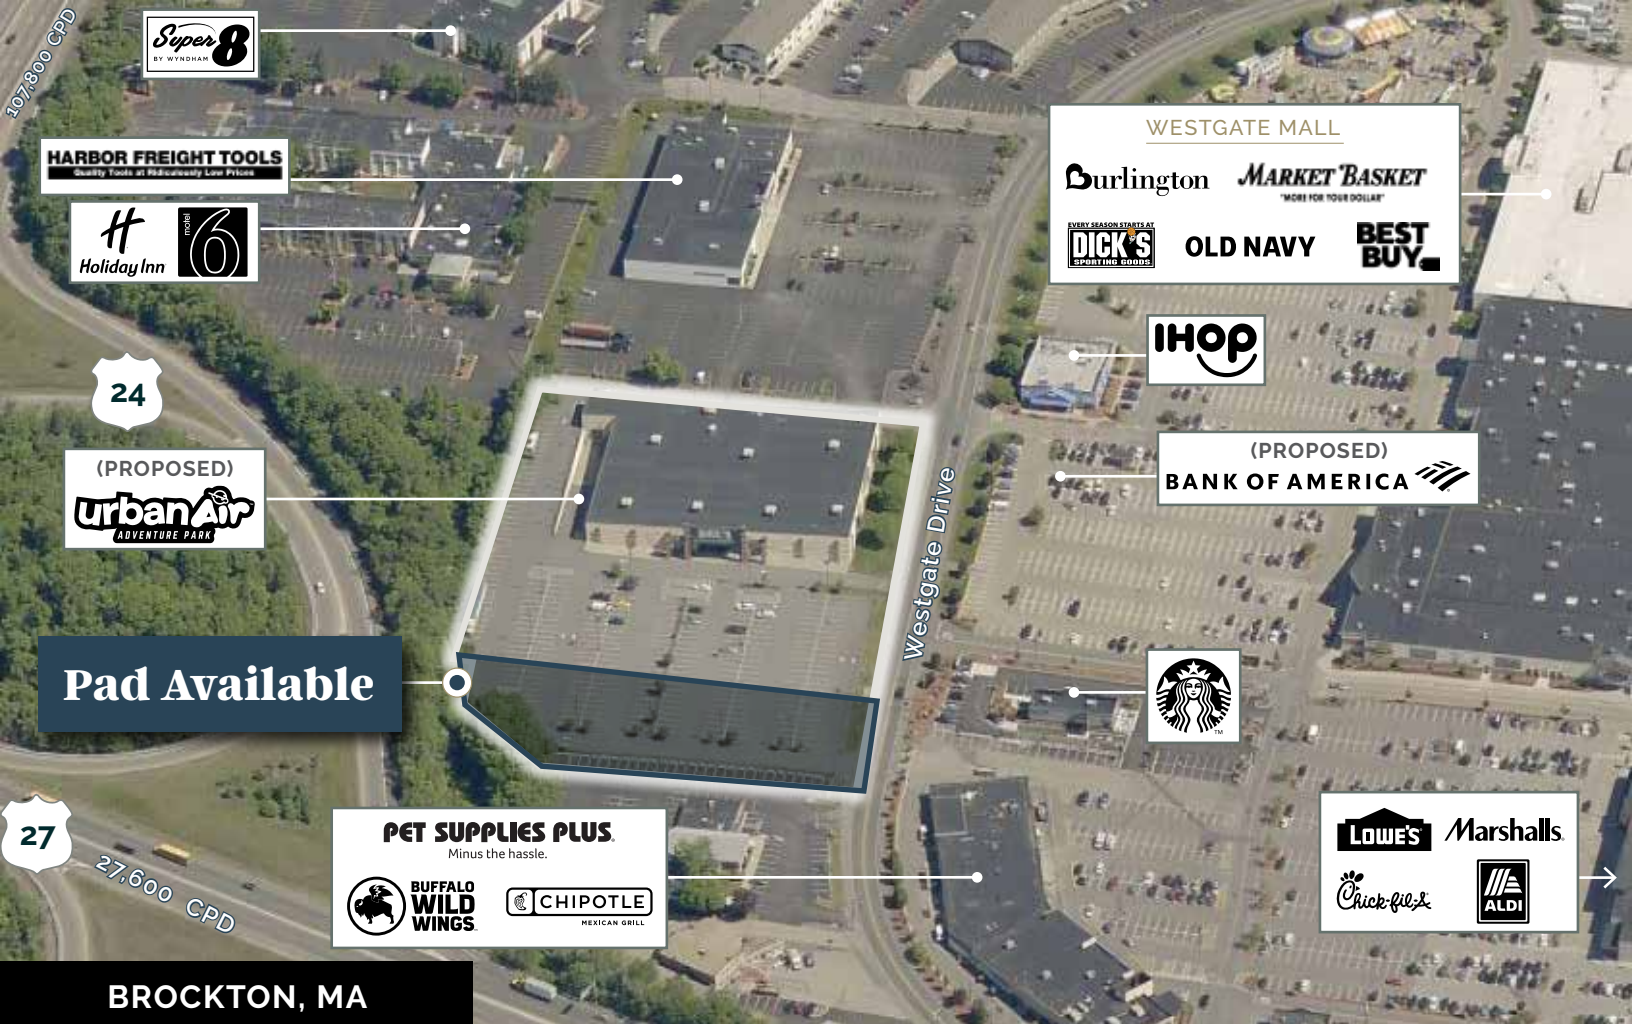 107,800 CPD
Super 8
BY WYNDHAM
HARBOR FREIGHT TOOLS
Quality Tools at Ridiculously Low Prices
H
Holiday Inn
motel
6
WESTGATE MALL
Burlington
MARKET BASKET
"MORE FOR YOUR DOLLAR"
EVERY SEASON STARTS AT
DICK'S
SPORTING GOODS
OLD NAVY
BEST
BUY
IHOP
24
(PROPOSED)
urban Air
ADVENTURE PARK
(PROPOSED)
BANK OF AMERICA
Westgate Drive
Pad Available
TM
27
27,600 CPD
PET SUPPLIES PLUS.
Minus the hassle.
BUFFALO
WILD
WINGS
CHIPOTLE
MEXICAN GRILL
LOWE'S
Marshalls
Chick-fil-A
ALDI
BROCKTON, MA